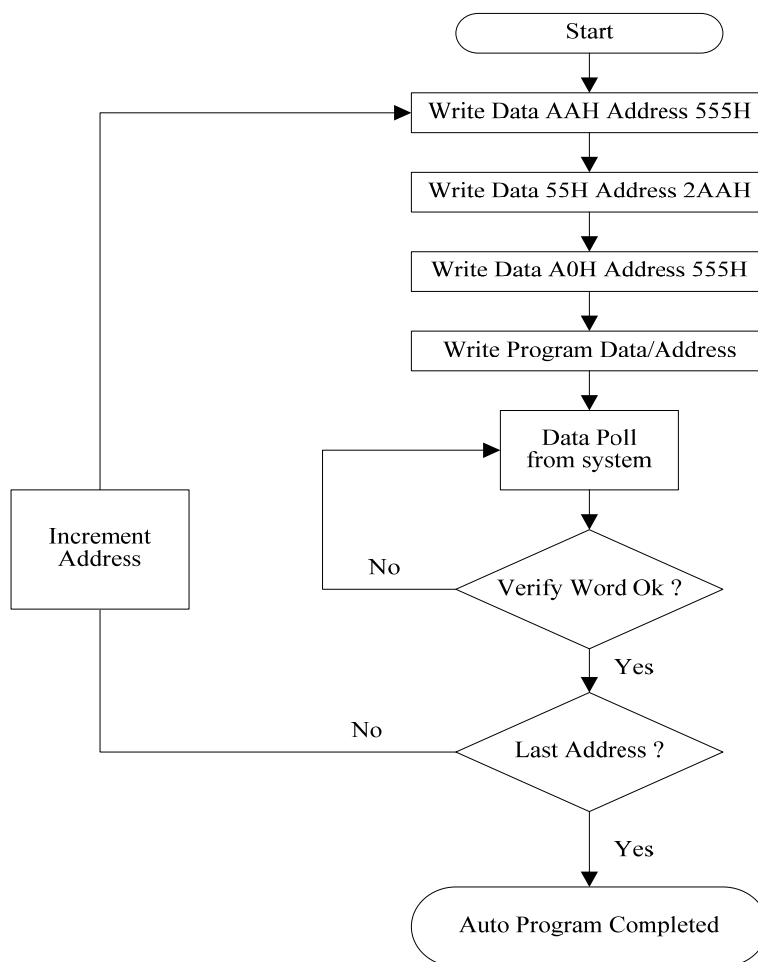 Start
Write Data AAH Address 555H
Write Data 55H Address 2AAH
Write Data A0H Address 555H
Write Program Data/Address
Data Poll
from system
Increment
Address
No
Verify Word Ok ?
Yes
No
Last Address ?
Yes
Auto Program Completed